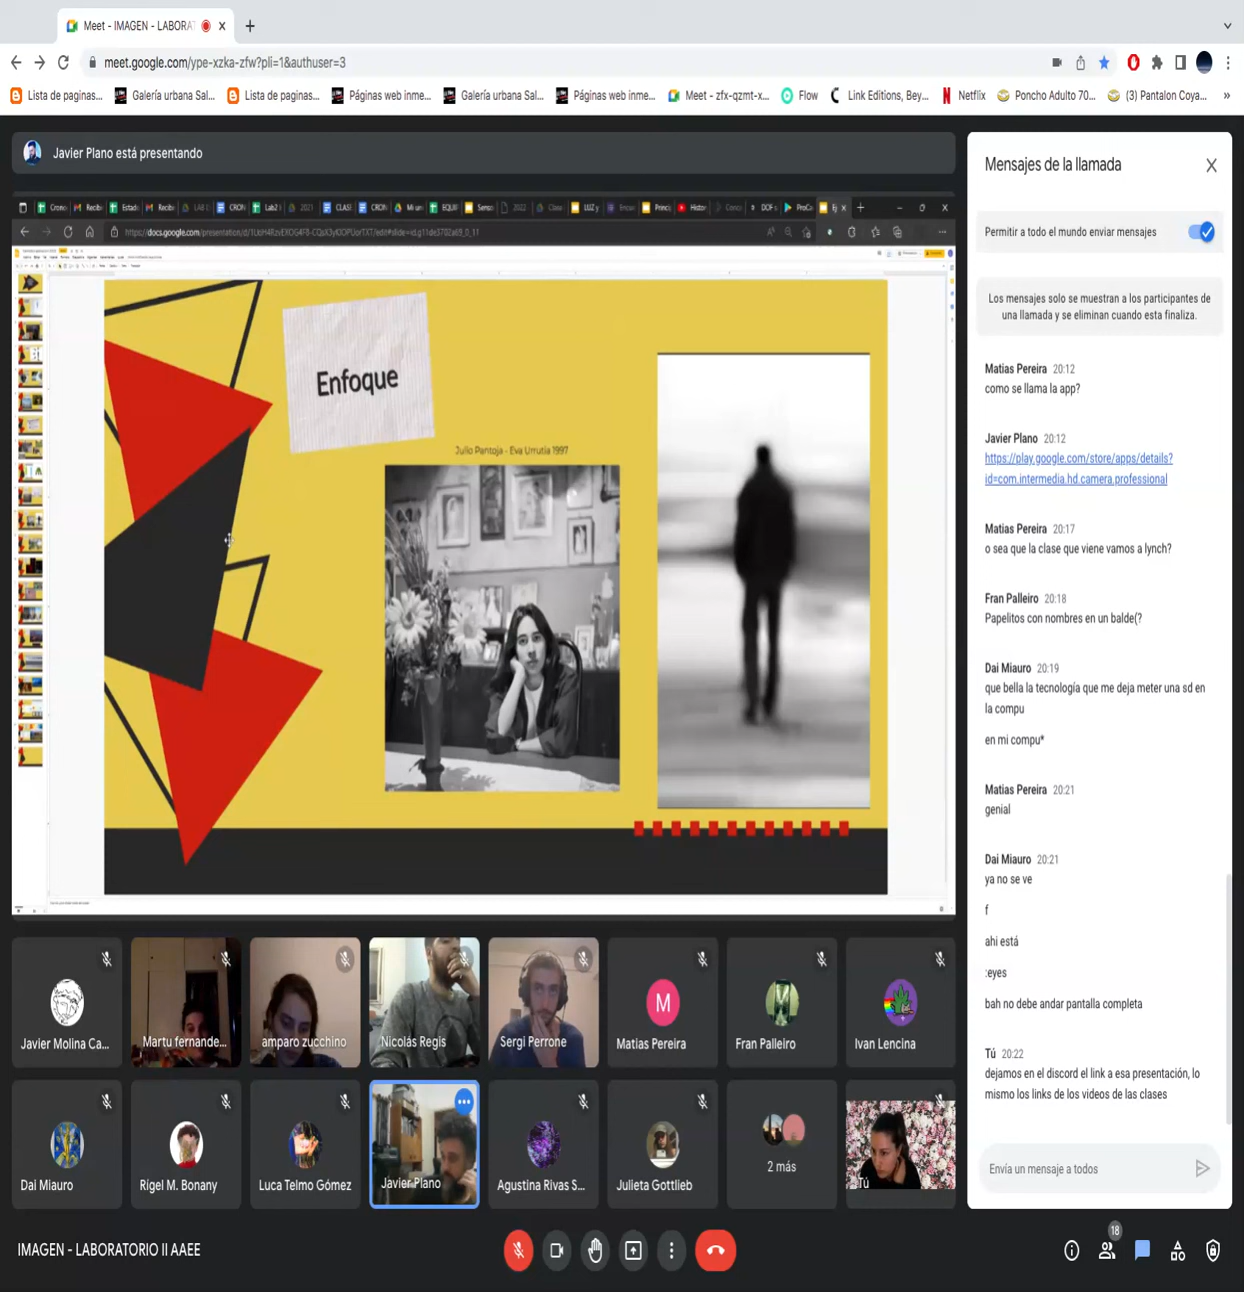 Meet - IMAGEN - LABORA
meet.google.com/ype-xzka-zfw?pli=1&authuser=3
Lista de paginas...
Galería urbana Sal...
Lista de paginas...
Páginas web inme...
Galería urbana Sal...
Páginas web inme...
Meet - zfx-qzmt-x...
Flow
Link Editions, Bey...
Netflix
Poncho Adulto 70...
(3) Pantalon Coya...
»
Javier Plano está presentando
Enfoque
Julio Pantoja - Eva Urrutia 1997
Mensajes de la llamada
Permitir a todo el mundo enviar mensajes
Los mensajes solo se muestran a los participantes de
una llamada y se eliminan cuando esta finaliza.
Matias Pereira 20:12
como se llama la app?
Javier Plano 20:12
https://play.google.com/store/apps/details?
id=com.intermedia.hd.camera.professional
Matias Pereira 20:17
o sea que la clase que viene vamos a lynch?
Fran Palleiro 20:18
Papelitos con nombres en un balde(?
Dai Miauro 20:19
que bella la tecnología que me deja meter una sd en
la compu
en mi compu*
Matias Pereira 20:21
genial
Dai Miauro 20:21
ya no se ve
f
ahi está
:eyes
bah no debe andar pantalla completa
Tú 20:22
dejamos en el discord el link a esa presentación, lo
mismo los links de los videos de las clases
Envía un mensaje a todos
Javier Molina Ca...
Martu fernande...
amparo zucchino
Nicolás Regis
Sergi Perrone
M
Matias Pereira
Fran Palleiro
Ivan Lencina
Dai Miauro
Rígel M. Bonany
Luca Telmo Gómez
Javier Plano
Agustina Rivas S...
Julieta Gottlieb
2 más
Tú
IMAGEN - LABORATORIO II AAEE
18